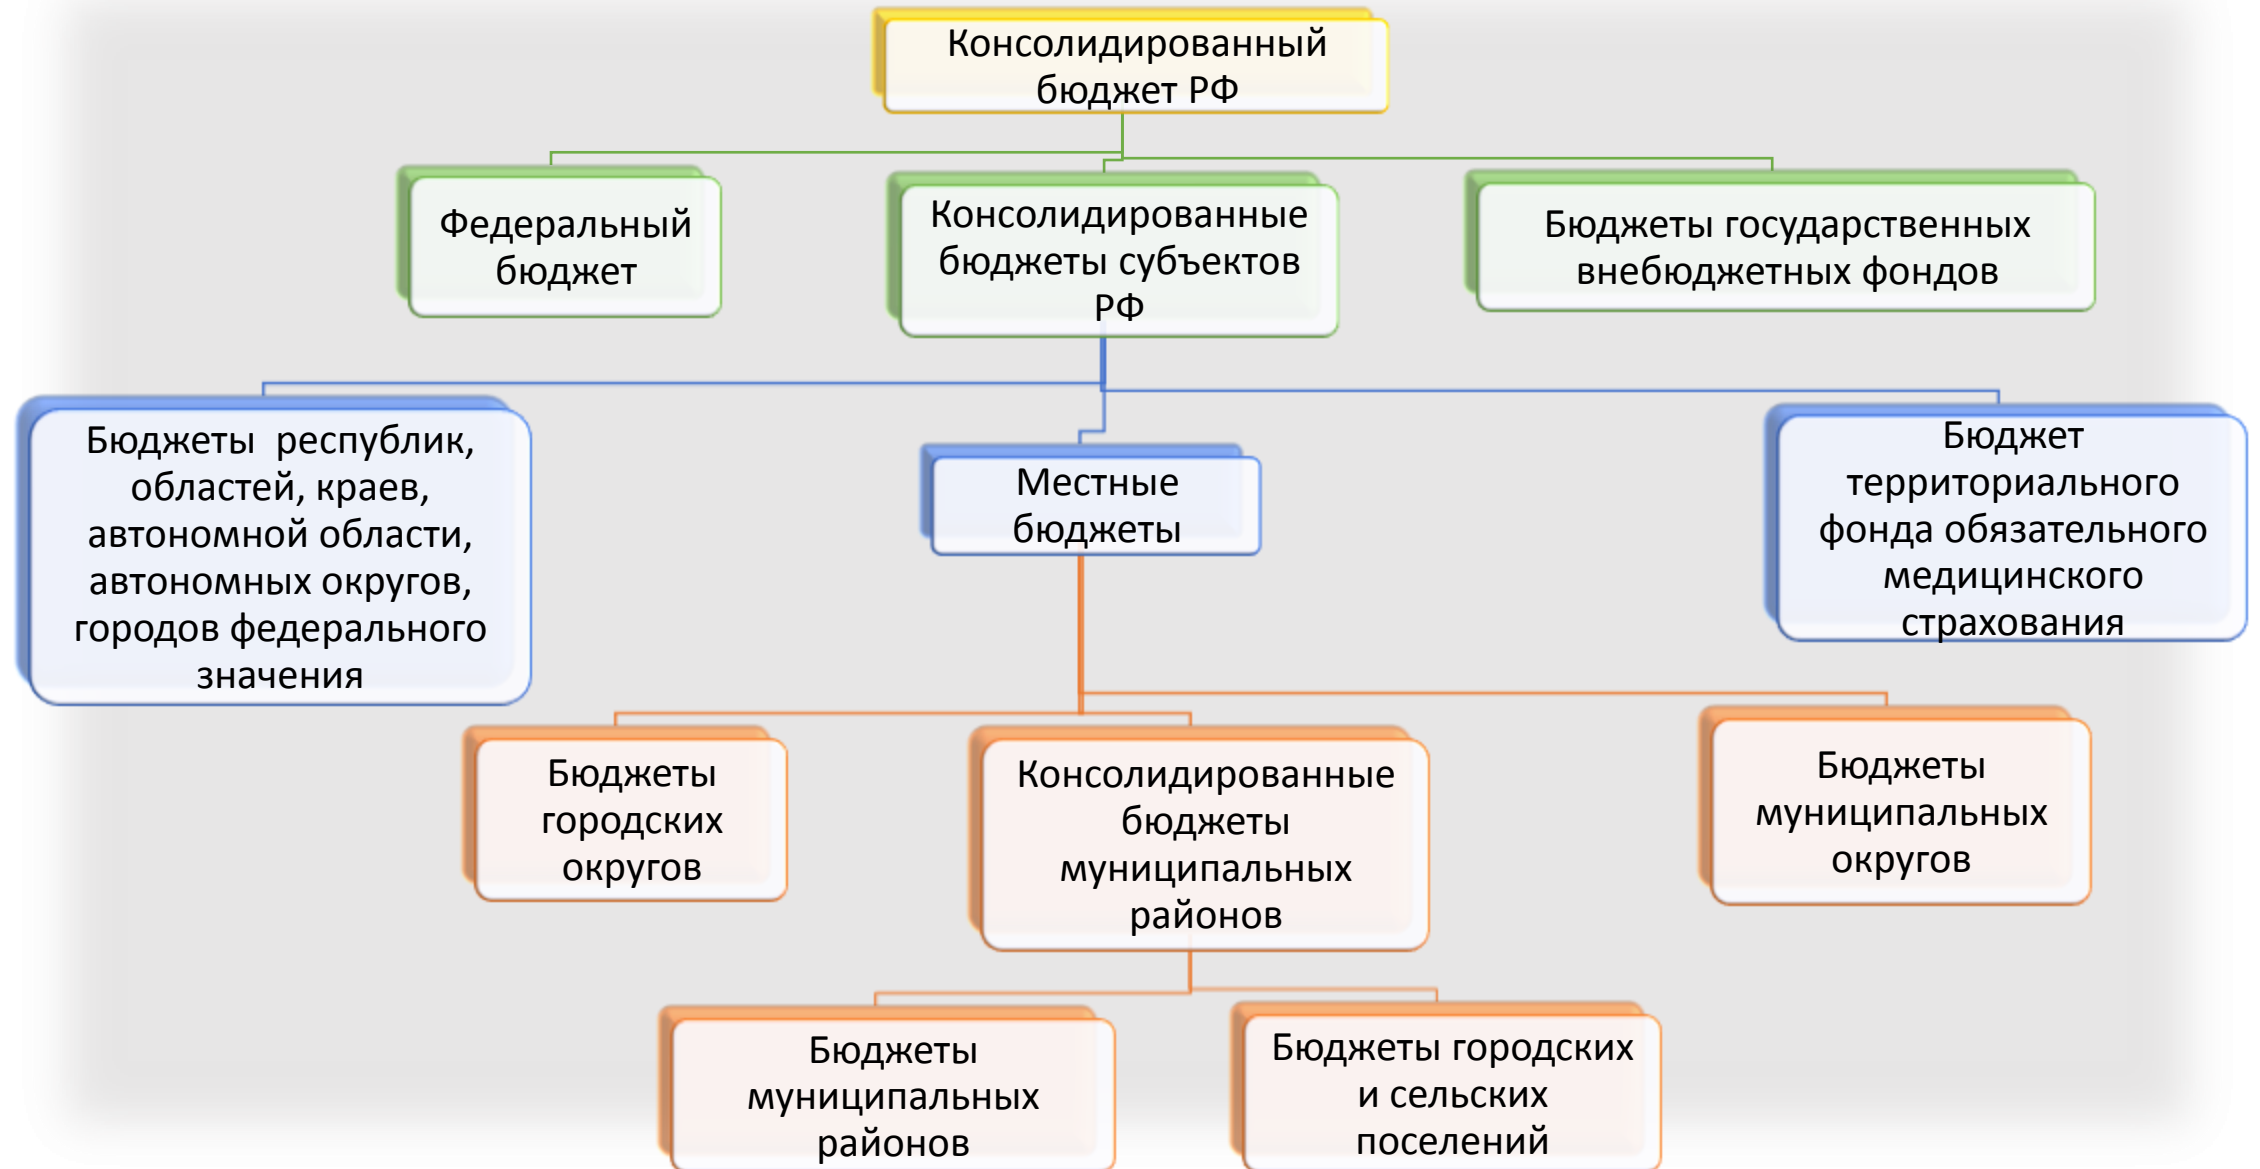 Консолидированный
бюджет РФ
Федеральный
бюджет
Консолидированные
бюджеты субъектов
РФ
Бюджеты государственных
внебюджетных фондов
Бюджеты  республик,
областей, краев,
автономной области,
автономных округов,
городов федерального
значения
Местные
бюджеты
Бюджет
территориального
фонда обязательного
медицинского
страхования
Бюджеты
городских
округов
Консолидированные
бюджеты
муниципальных
районов
Бюджеты
муниципальных
округов
Бюджеты
муниципальных
районов
Бюджеты городских
и сельских
поселений